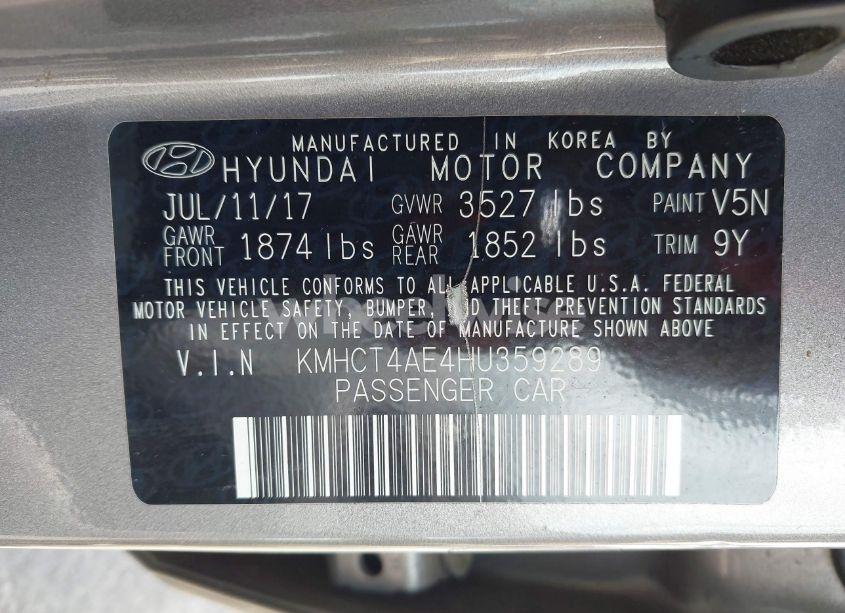 MANUFACTURED IN KOREA BY
HYUNDAI MOTOR COMPANY
JUL/11/17 GVWR 3527 lbs PAINT V5N
GAWR FRONT 1874 lbs GAWR REAR 1852 lbs TRIM 9Y
THIS VEHICLE CONFORMS TO ALL APPLICABLE U.S.A. FEDERAL
MOTOR VEHICLE SAFETY, BUMPER, THEFT PREVENTION STANDARDS
IN EFFECT ON THE DATE OF MANUFACTURE SHOWN ABOVE
V.I.N KMHCT4AE4HU359289
PASSENGER CAR